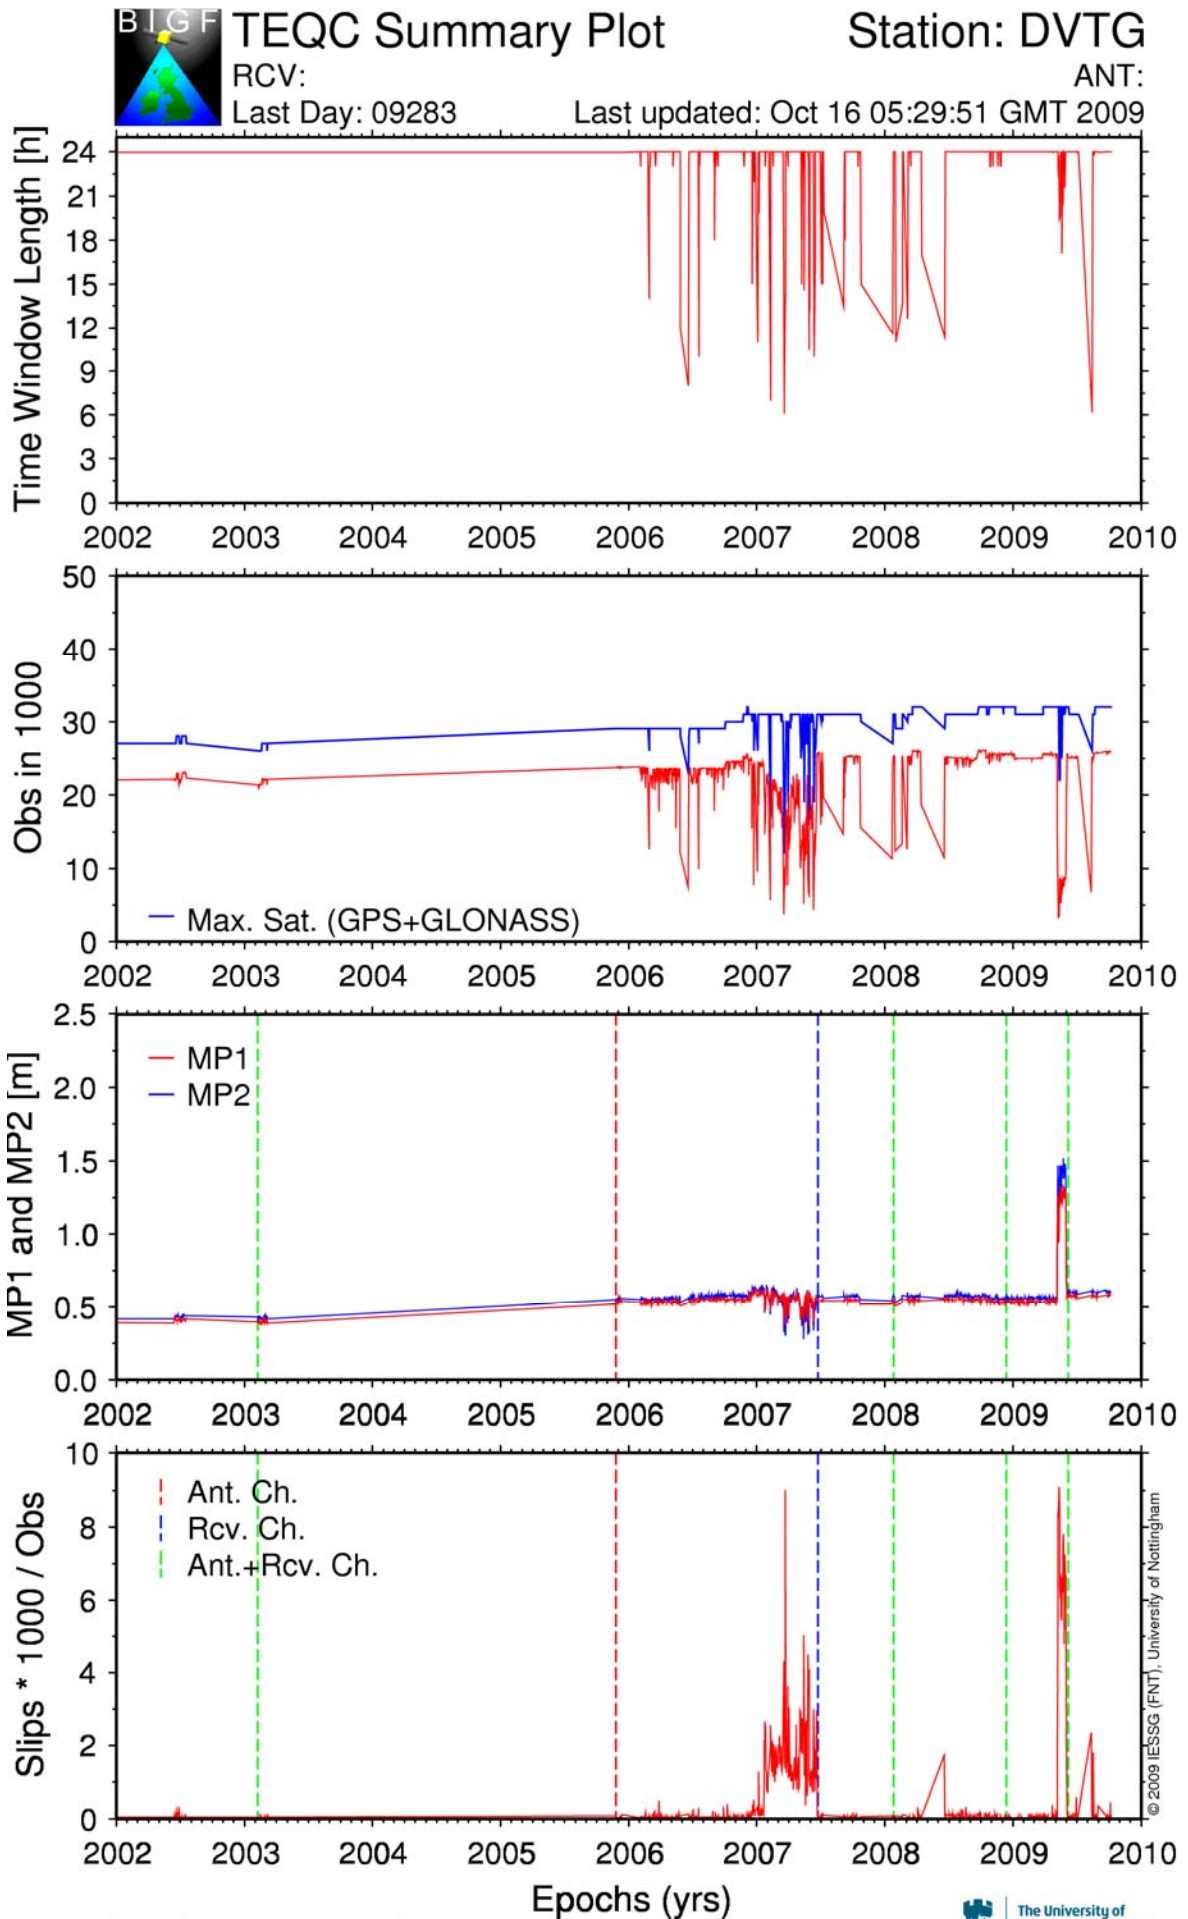 BIGF
TEQC Summary Plot
Station: DVTG
RCV:
ANT:
Last Day: 09283
Last updated: Oct 16 05:29:51 GMT 2009
Time Window Length [h]
24
21
18
15
12
9
6
3
0
2002 2003 2004 2005 2006 2007 2008 2009 2010
Obs in 1000
50
40
30
20
10
0
Max. Sat. (GPS+GLONASS)
2002 2003 2004 2005 2006 2007 2008 2009 2010
MP1 and MP2 [m]
2.5
2.0
1.5
1.0
0.5
0.0
MP1
MP2
2002 2003 2004 2005 2006 2007 2008 2009 2010
Slips * 1000 / Obs
10
8
6
4
2
0
Ant. Ch.
Rcv. Ch.
Ant.+Rcv. Ch.
© 2009 IESSG (FNT), University of Nottingham
2002 2003 2004 2005 2006 2007 2008 2009 2010
Epochs (yrs)
The University of